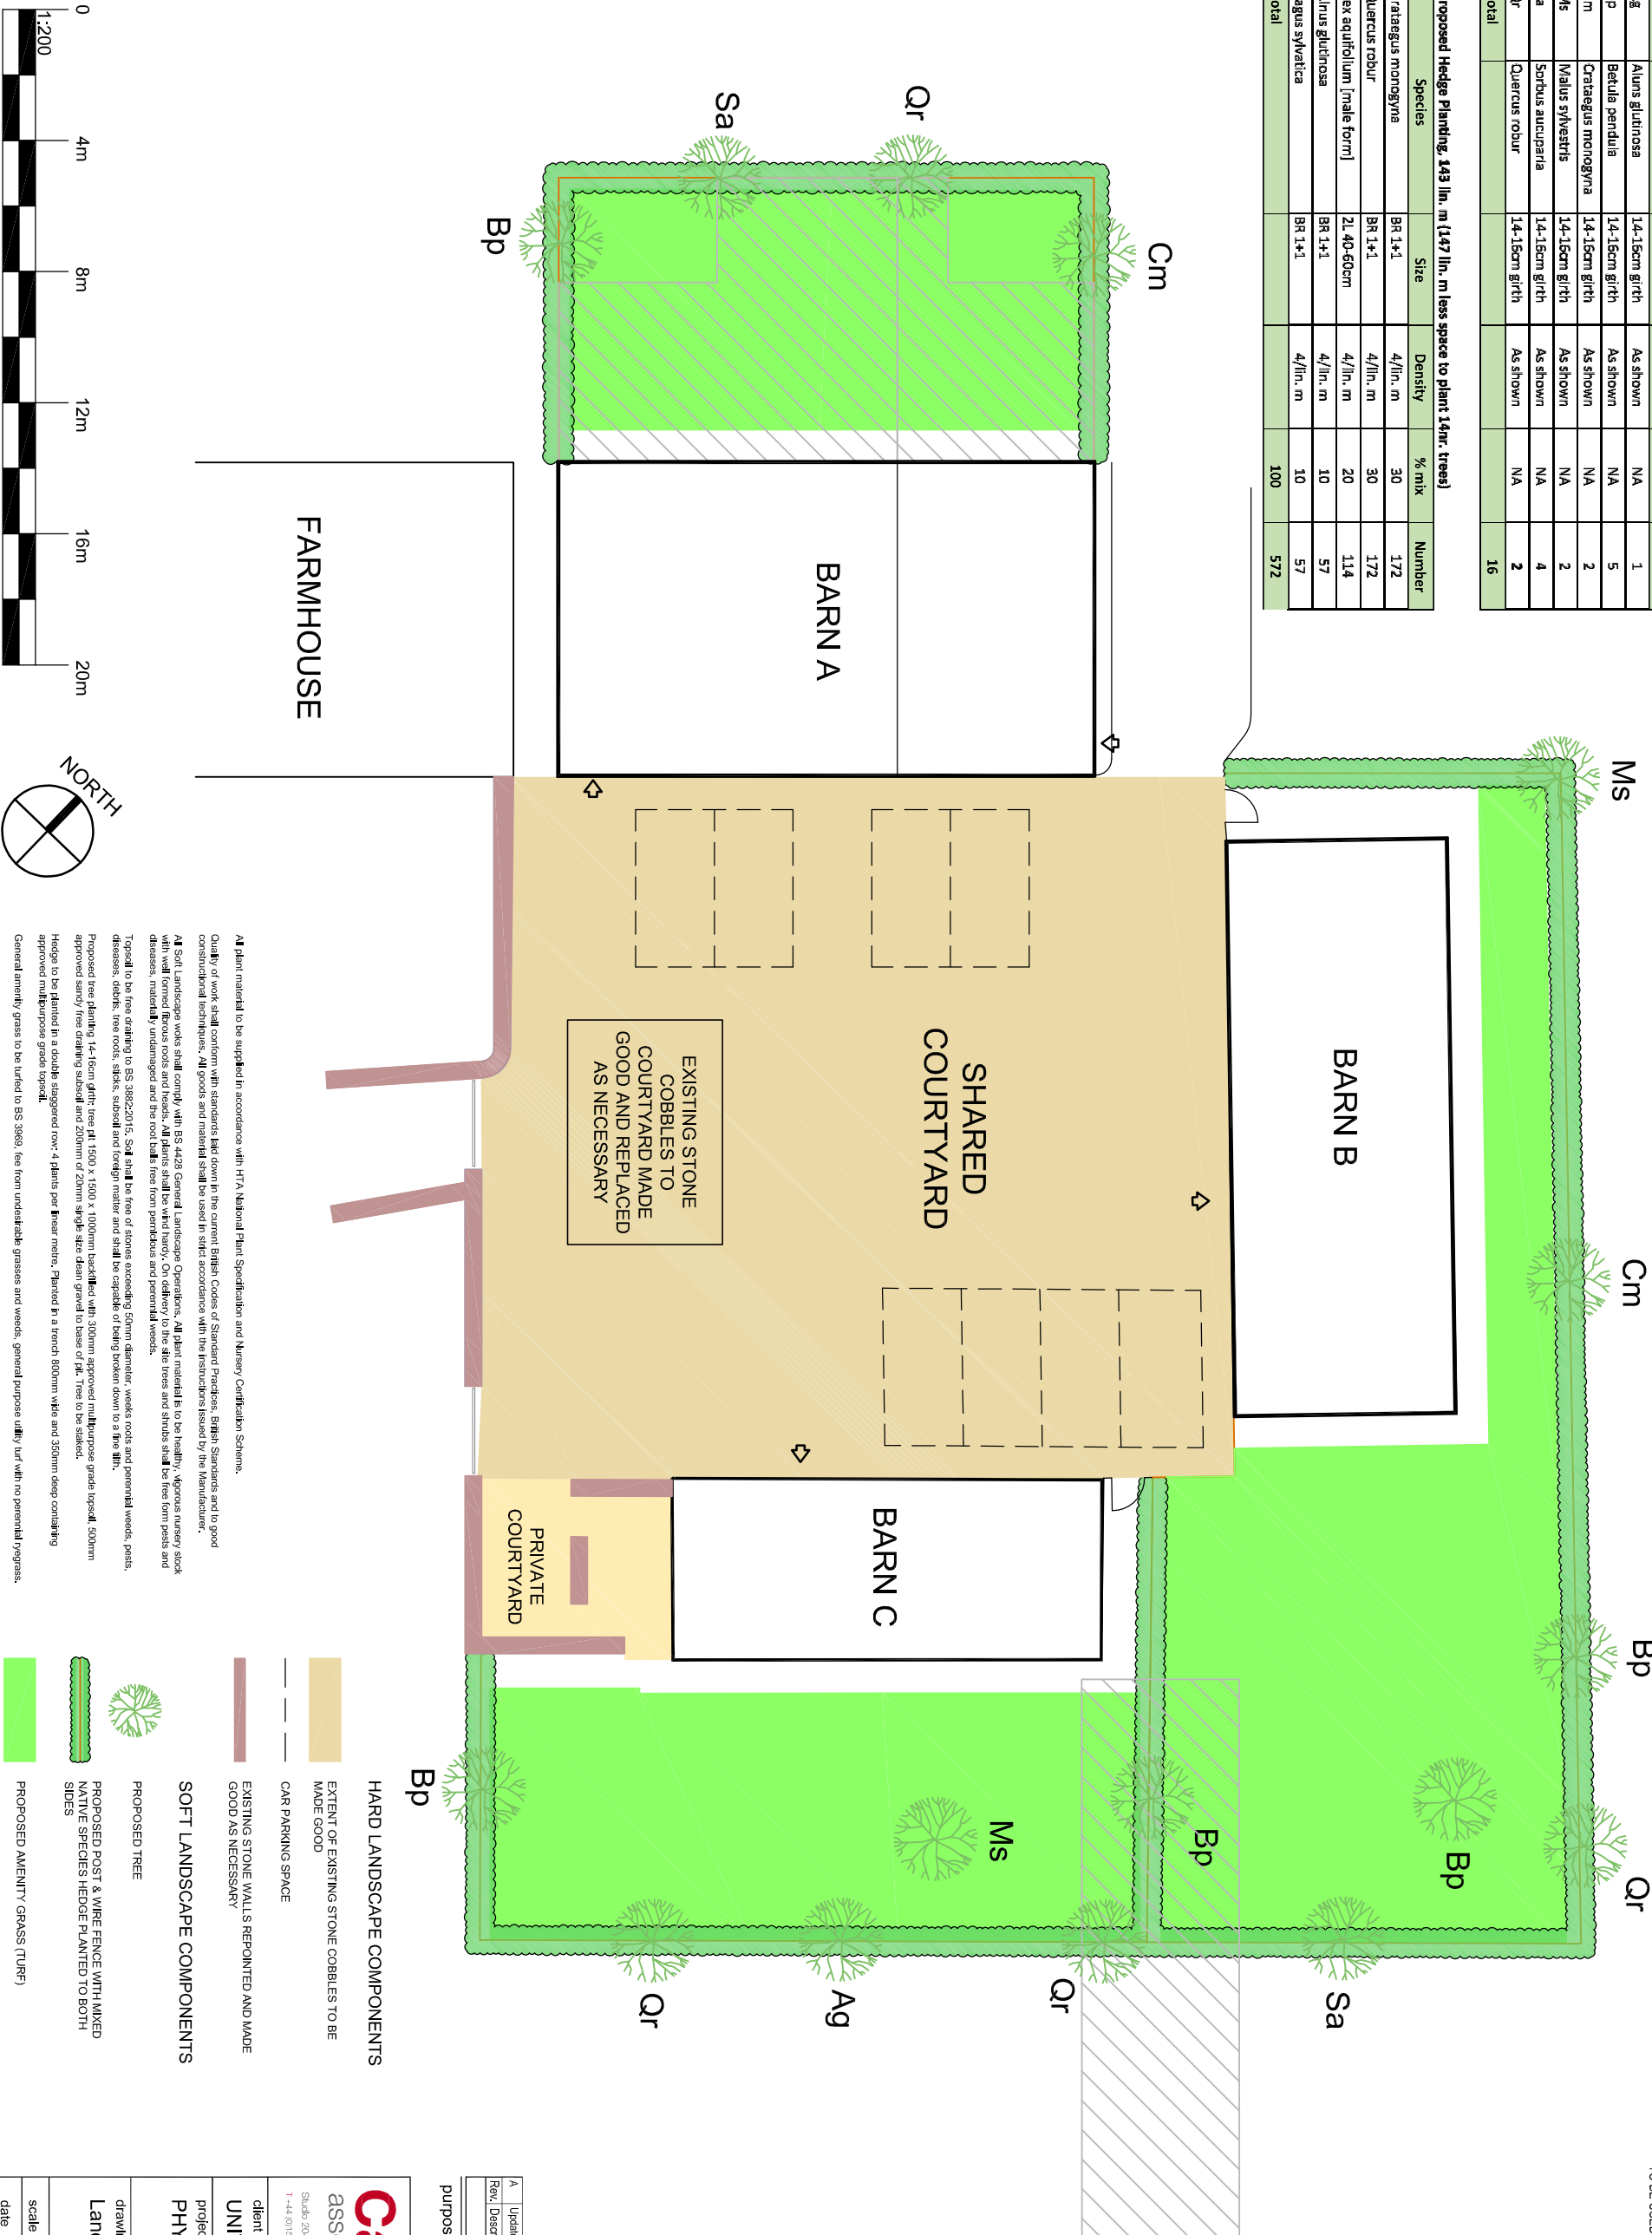 Aluns glutinosa 14-16cm girth As shown NA 1
Betula pendula 14-16cm girth As shown NA 5
Crataegus monogyna 14-16cm girth As shown NA 2
Malus sylvestris 14-16cm girth As shown NA 2
Sorbus aucuparia 14-16cm girth As shown NA 4
Quercus robur 14-16cm girth As shown NA 2
otal 16
roposed Hedge Planting, 143 lin. m (147 lin. m less space to plant 14nr. trees)
Species Size Density % mix Number
rataegus monogyna BR 1+1 4/lin. m 30 172
uercus robur BR 1+1 4/lin. m 30 172
ex aquifolium [male form] 2L 40-60cm 4/lin. m 20 114
lnus glutinosa BR 1+1 4/lin. m 10 57
agus sylvatica BR 1+1 4/lin. m 10 57
otal 100 572
Ms
Cm
Bp
Qr
Cm
Qr
Sa
Bp
BARN A
FARMHOUSE
BARN B
SHARED
COURTYARD
EXISTING STONE
COBBLES TO
COURTYARD MADE
GOOD AND REPLACED
AS NECESSARY
BARN C
PRIVATE
COURTYARD
Bp
Bp
Ms
Sa
Qr
Ag
Qr
Bp
0 4m 8m 12m 16m 20m
1:200
NORTH
All plant material to be supplied in accordance with HTA National Plant Specification and Nursery Certification Scheme.
Quality of work shall conform with standards laid down in the current British Codes of Standard Practices, British Standards and to good
constructional techniques. All goods and material shall be used in strict accordance with the instructions issued by the Manufacturer.
All Soft Landscape woks shall comply with BS 4428 General Landscape Operations. All plant material is to be healthy, vigorous nursery stock
with well formed fibrous roots and heads. All plants shall be wind hardy. On delivery to the site trees and shrubs shall be free form pests and
diseases, materially undamaged and the root balls free from pernicious and perennial weeds.
Topsoil to be free draining to BS 3882:2015. Soil shall be free of stones exceeding 50mm diameter, weeks roots and perennial weeds, pests,
diseases, debris, tree roots, sticks, subsoil and foreign matter and shall be capable of being broken down to a fine tilth.
Proposed tree planting 14-16cm girth: tree pit 1500 x 1500 x 1000mm backfilled with 300mm approved multipurpose grade topsoil, 500mm
approved sandy free draining subsoil and 200mm of 20mm single size clean gravel to base of pit. Tree to be staked.
Hedge to be planted in a double staggered row; 4 plants per linear metre. Planted in a trench 800mm wide and 350mm deep containing
approved multipurpose grade topsoil.
General amenity grass to be turfed to BS 3969, fee from undesirable grasses and weeds, general purpose utility turf with no perennial ryegrass.
HARD LANDSCAPE COMPONENTS
EXTENT OF EXISTING STONE COBBLES TO BE
MADE GOOD
CAR PARKING SPACE
EXISTING STONE WALLS REPOINTED AND MADE
GOOD AS NECESSARY
SOFT LANDSCAPE COMPONENTS
PROPOSED TREE
PROPOSED POST & WIRE FENCE WITH MIXED
NATIVE SPECIES HEDGE PLANTED TO BOTH
SIDES
PROPOSED AMENITY GRASS (TURF)
A Updat
Rev. Descr
purpos
Ca
ass
Studio 20
T +44 (0)15
client
UNI
projec
PHY
drawin
Lan
scale
date